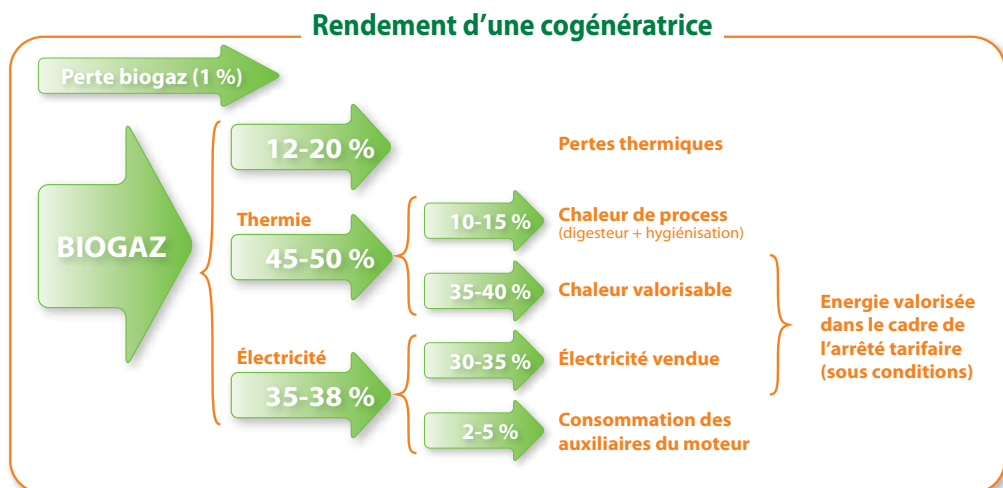 Rendement d’une cogénératrice
Perte biogaz (1 %)
BIOGAZ
12-20 %
Pertes thermiques
Thermie
45-50 %
10-15 %
Chaleur de process
(digesteur + hygiénisation)
35-40 %
Chaleur valorisable
Électricité
35-38 %
30-35 %
Électricité vendue
2-5 %
Consommation des
auxiliaires du moteur
Energie valorisée
dans le cadre de
l’arrêté tarifaire
(sous conditions)